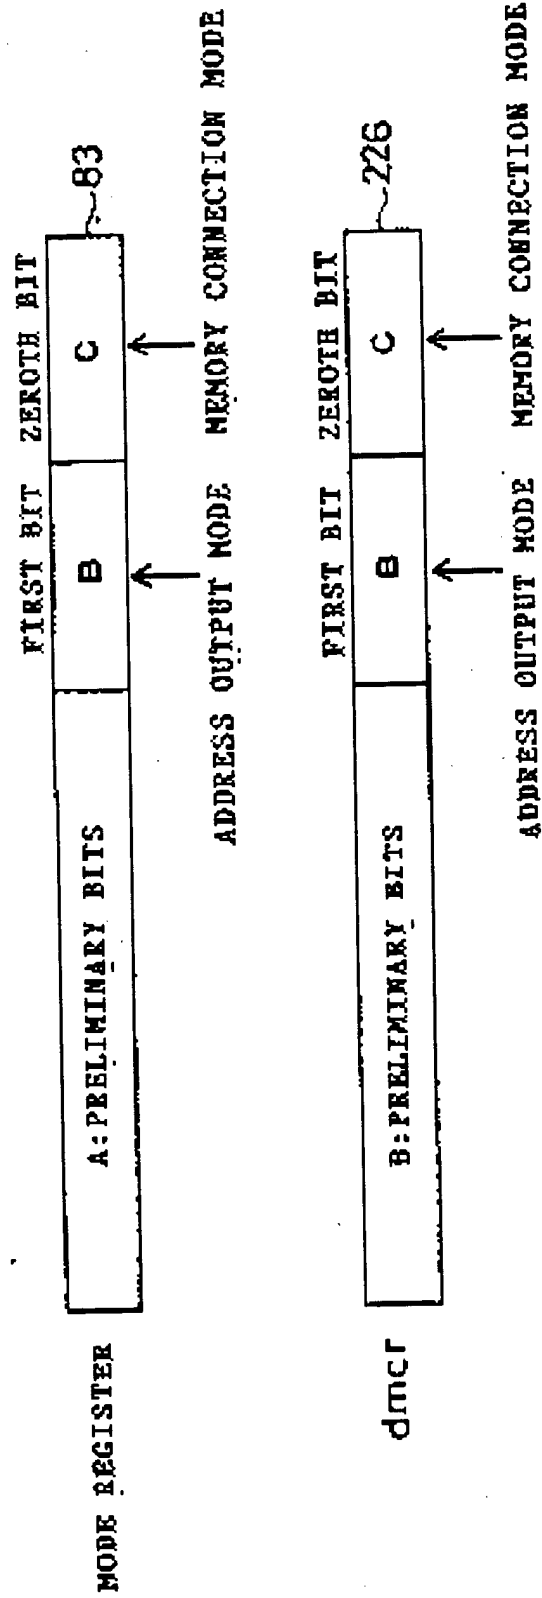 FIRST BIT ZEROTH BIT
MODE REGISTER
A:PRELIMINARY BITS
B
C
83
ADDRESS OUTPUT MODE
MEMORY CONNECTION MODE
FIRST BIT ZEROTH BIT
dmcr
B:PRELIMINARY BITS
B
C
226
ADDRESS OUTPUT MODE
MEMORY CONNECTION MODE